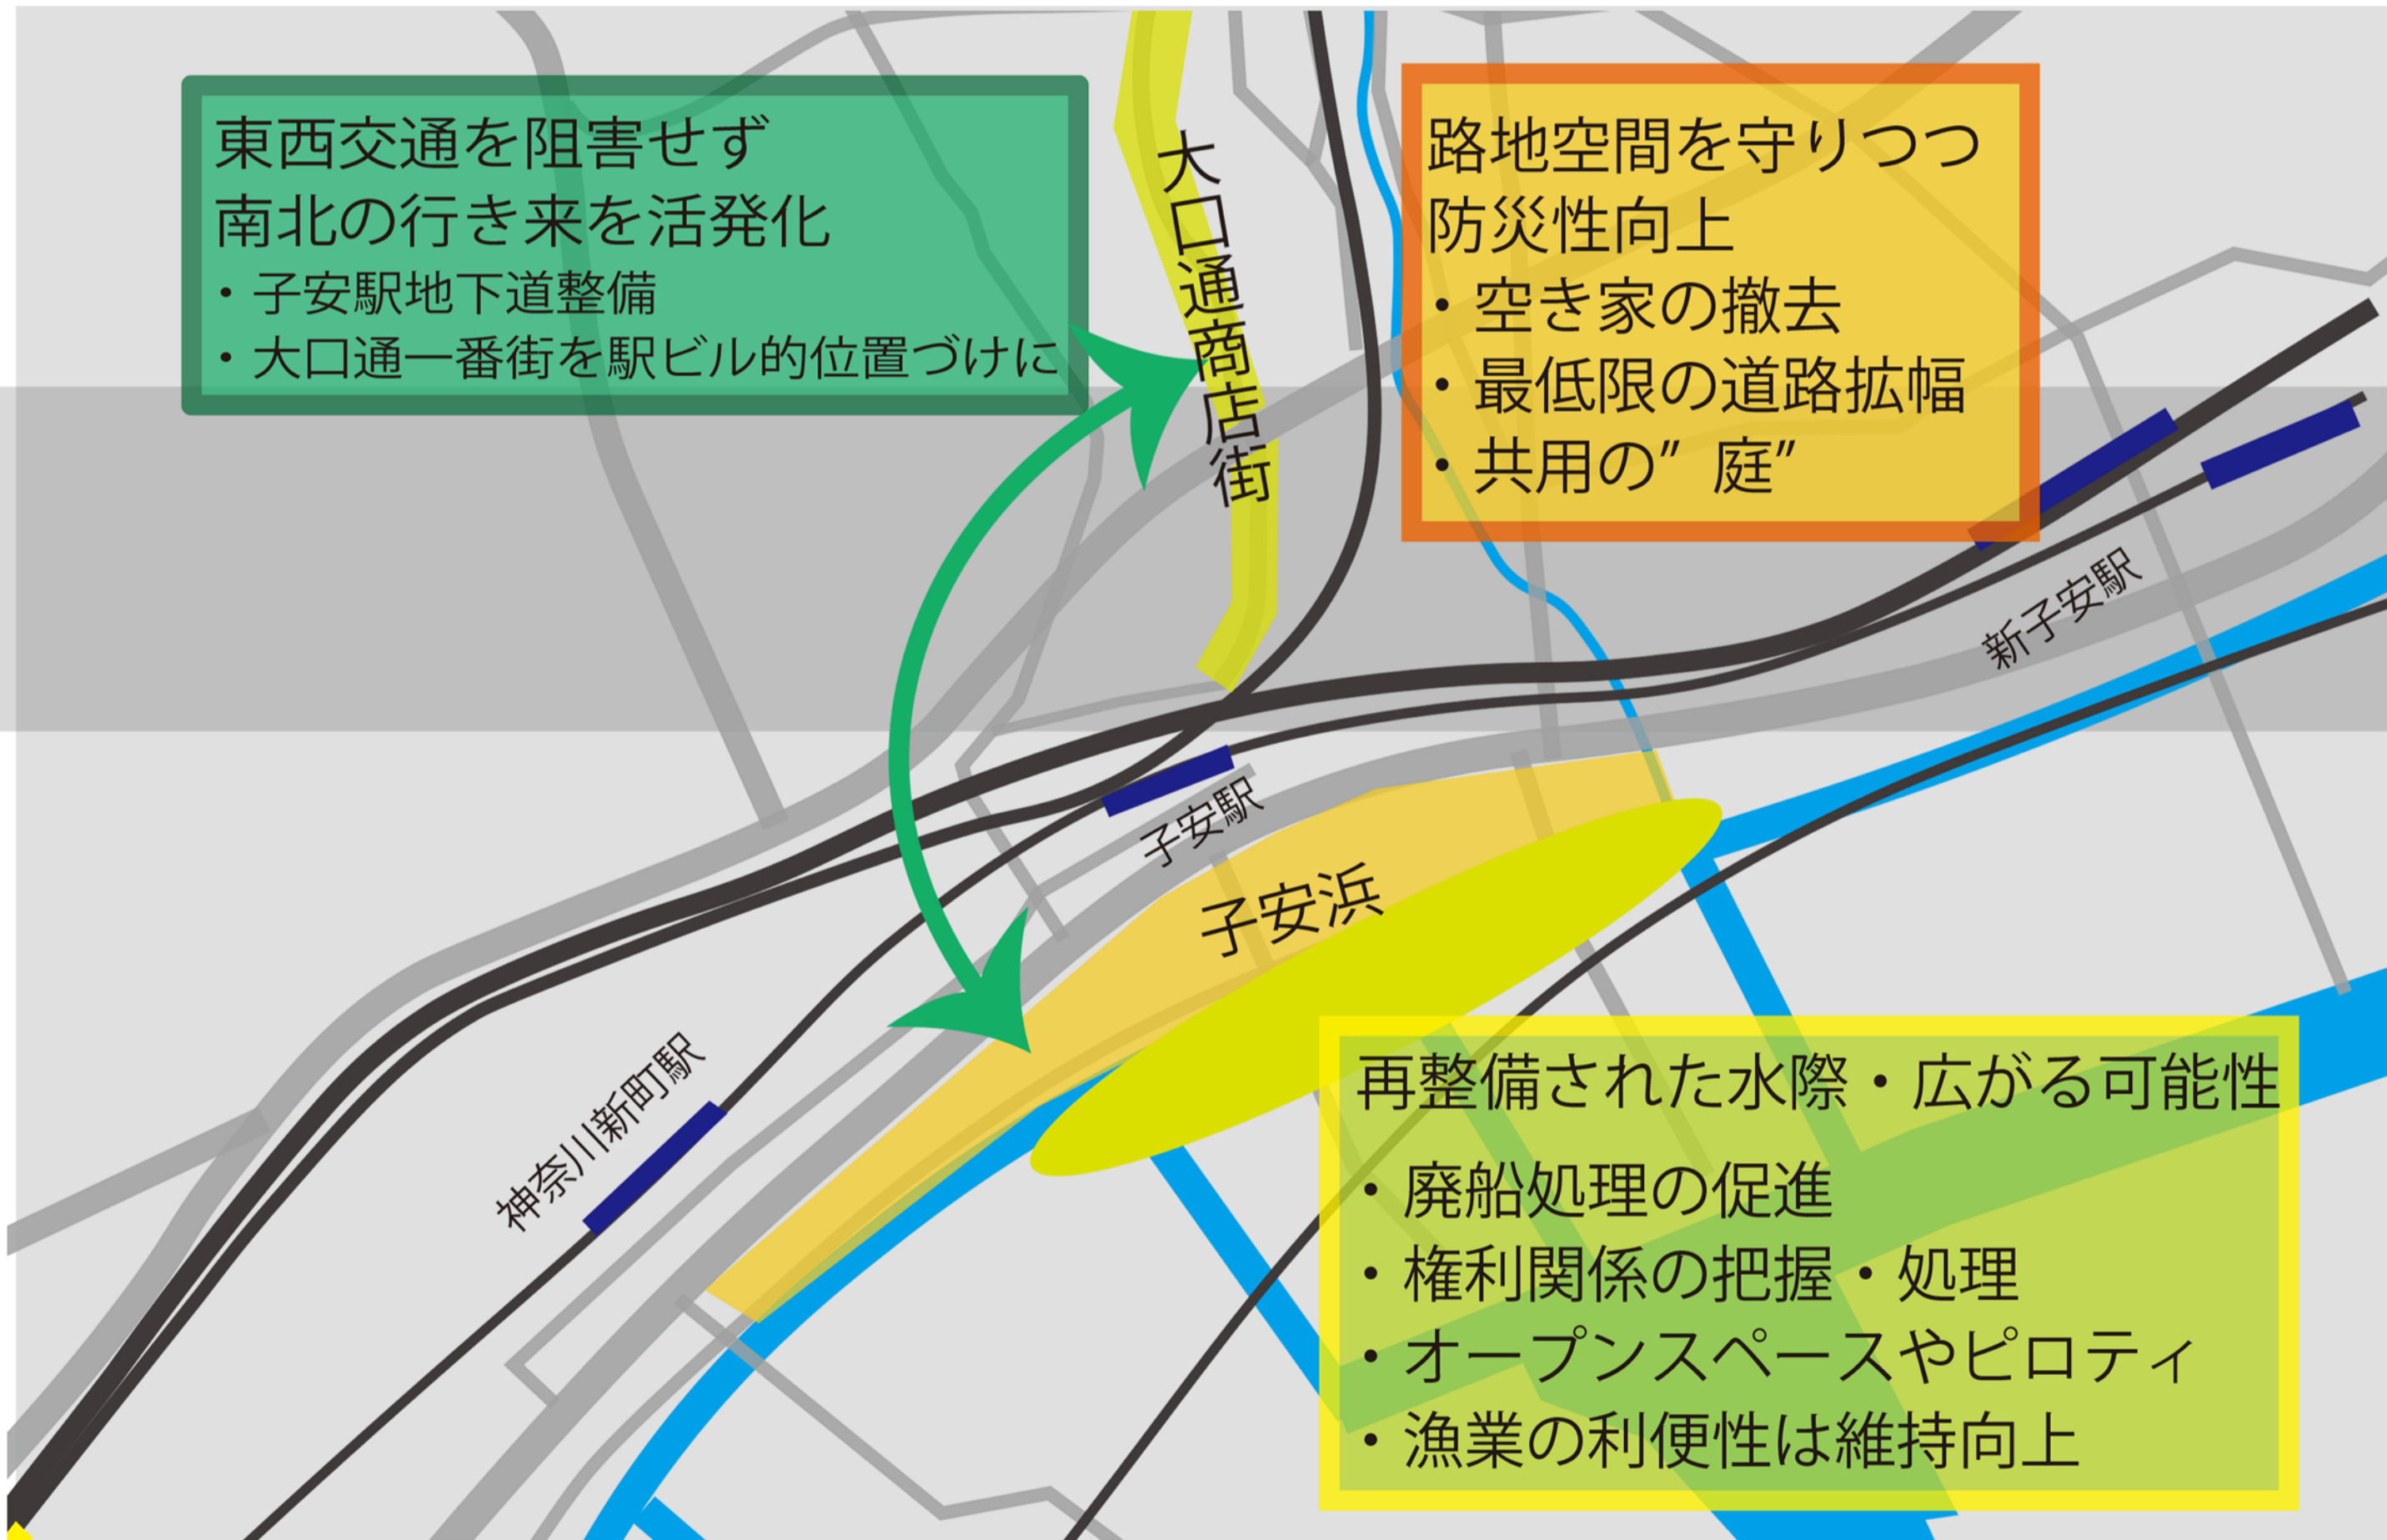 東西交通を阻害せず
南北の行き来を活発化
・子安駅地下道整備
・大口通一番街を駅ビル的位置づけに
大口通商店街
路地空間を守りつつ
防災性向上
・空き家の撤去
・最低限の道路拡幅
・共用の”庭”
新子安駅
子安駅
子安浜
神奈川新町駅
再整備された水際・広がる可能性
・廃船処理の促進
・権利関係の把握・処理
・オープンスペースやピロティ
・漁業の利便性は維持向上